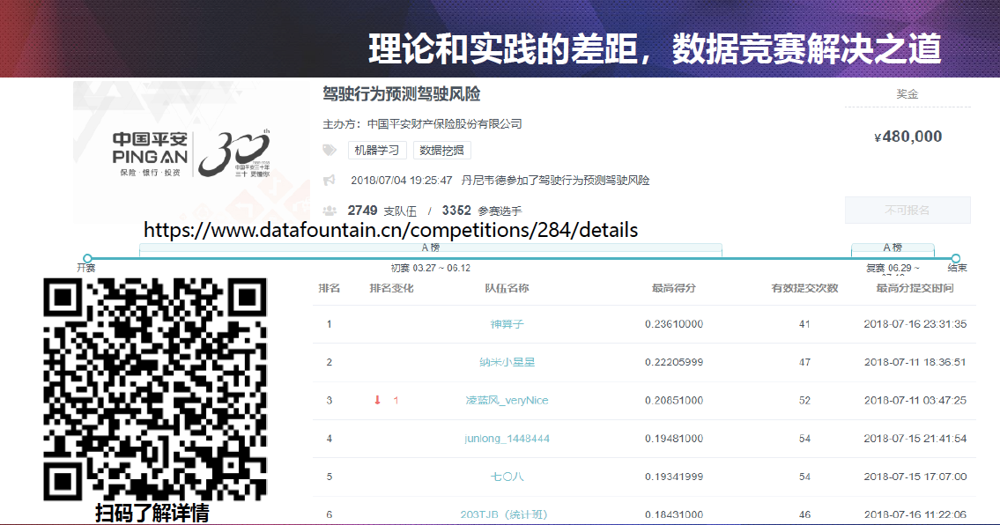 理论和实践的差距，数据竞赛解决之道
中国平安
PING AN
保险·银行·投资
30th
中国平安三十年
三十 更懂你
驾驶行为预测驾驶风险
主办方：中国平安财产保险股份有限公司
机器学习 数据挖掘
2018/07/04 19:25:47 丹尼韦德参加了驾驶行为预测驾驶风险
2749 支队伍 / 3352 参赛选手
奖金
¥480,000
不可报名
https://www.datafountain.cn/competitions/284/details
A 榜 A 榜
开赛 初赛 03.27 ~ 06.12 复赛 06.29 ~ 结束
排名 排名变化 队伍名称 最高得分 有效提交次数 最高分提交时间
1 神算子 0.23610000 41 2018-07-16 23:31:35
2 纳米小星星 0.22205999 47 2018-07-11 18:36:51
3 ↓ 1 凌蓝风_veryNice 0.20851000 52 2018-07-11 03:47:25
4 junlong_1448444 0.19481000 54 2018-07-15 21:41:54
5 七〇八 0.19341999 54 2018-07-15 17:07:00
6 203TJB（统计班） 0.18431000 46 2018-07-16 11:22:06
扫码了解详情